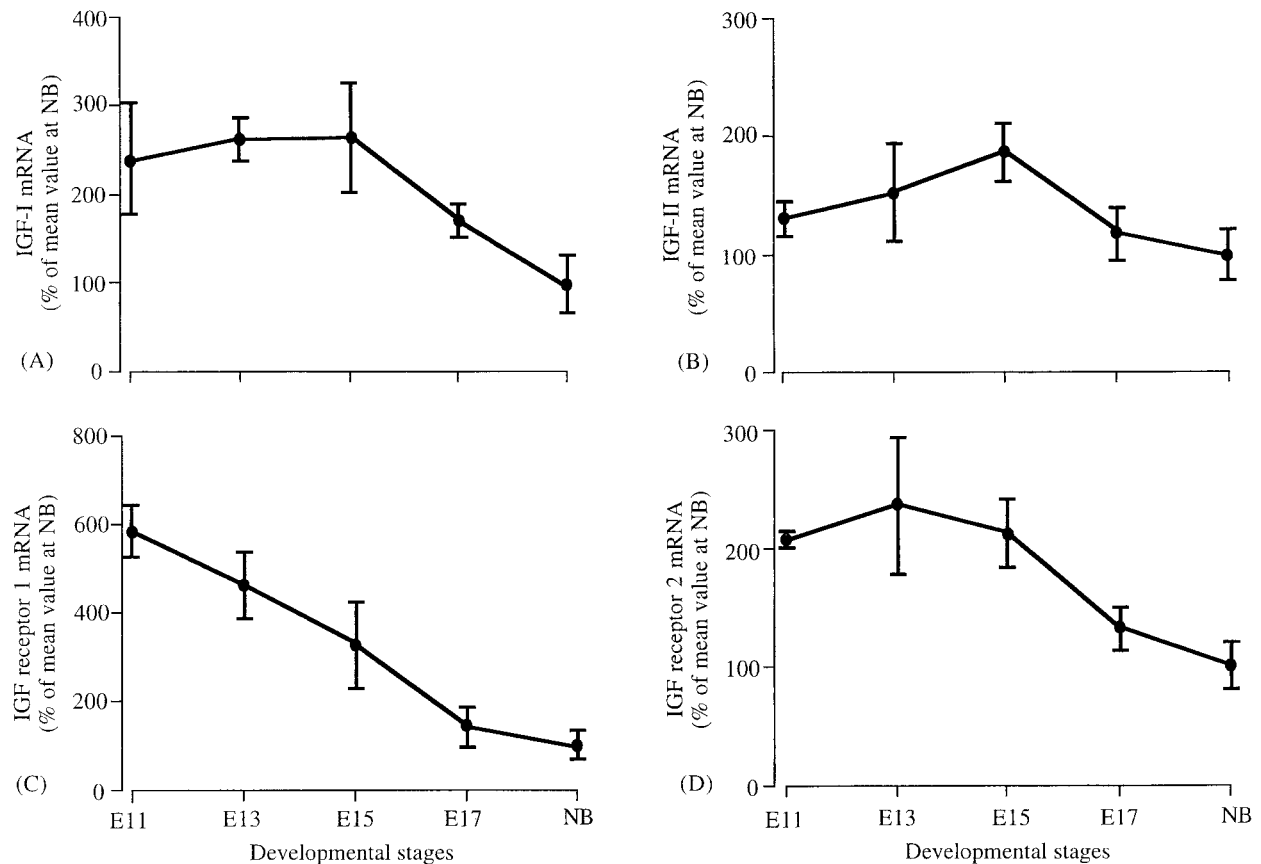 400
300
200
100
0
IGF-I mRNA
(% of mean value at NB)
(A)
300
200
100
0
IGF-II mRNA
(% of mean value at NB)
(B)
800
600
400
200
0
IGF receptor 1 mRNA
(% of mean value at NB)
(C)
E11 E13 E15 E17 NB
Developmental stages
300
200
100
0
IGF receptor 2 mRNA
(% of mean value at NB)
(D)
E11 E13 E15 E17 NB
Developmental stages